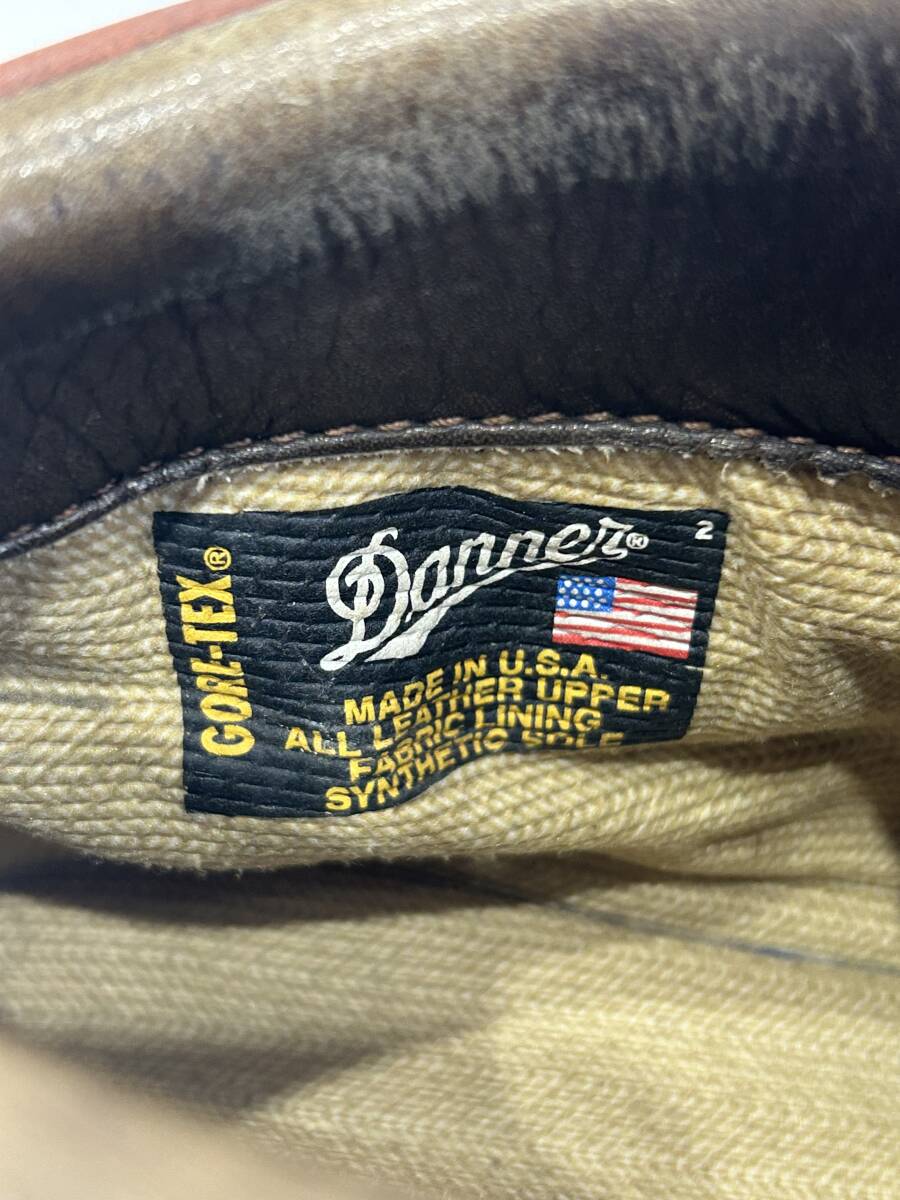 Danner®
2
GORE-TEX®
MADE IN U.S.A.
ALL LEATHER UPPER
FABRIC LINING
SYNTHETIC SOLE